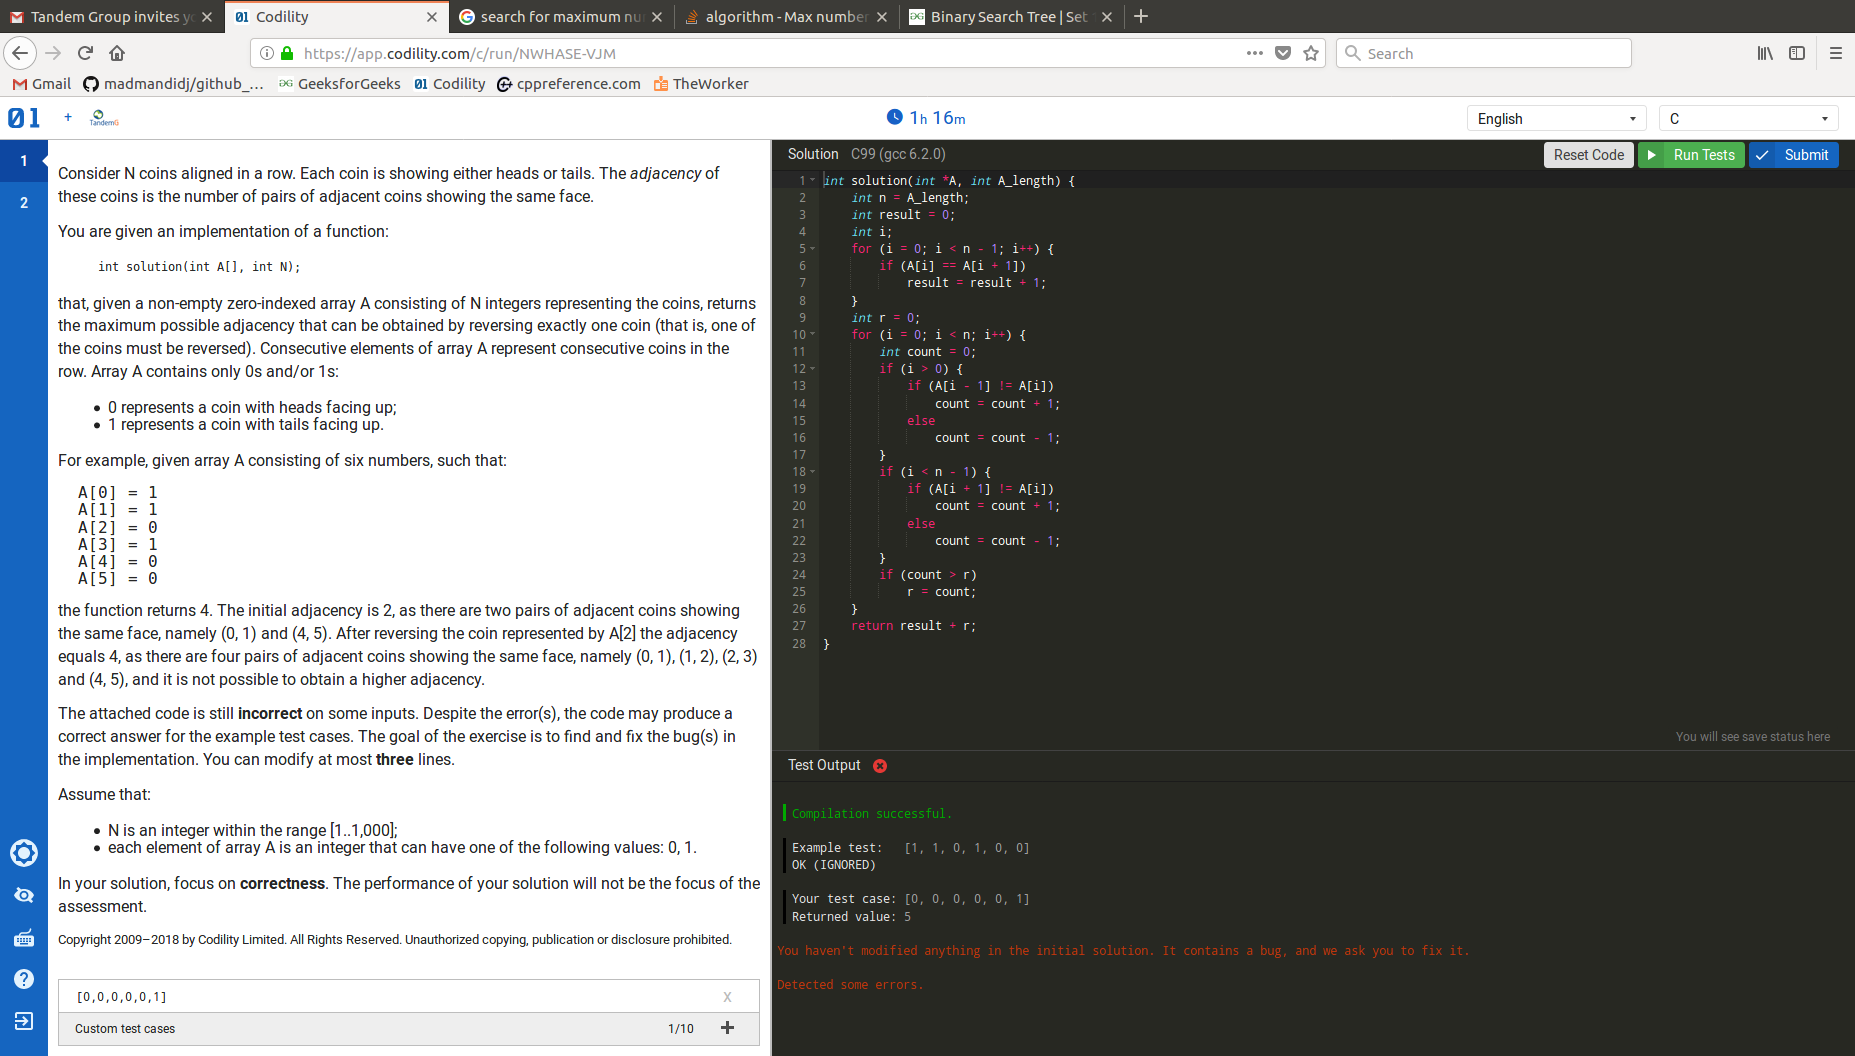 Tandem Group invites y
Codility
search for maximum nu
algorithm - Max number
Binary Search Tree | Set
https://app.codility.com/c/run/NWHASE-VJM
Search
Gmail
madmandidj/github_...
GeeksforGeeks
Codility
cppreference.com
TheWorker
01 +
TandemG
1h 16m
English
C
1
2
Consider N coins aligned in a row. Each coin is showing either heads or tails. The adjacency of
these coins is the number of pairs of adjacent coins showing the same face.
You are given an implementation of a function:
int solution(int A[], int N);
that, given a non-empty zero-indexed array A consisting of N integers representing the coins, returns
the maximum possible adjacency that can be obtained by reversing exactly one coin (that is, one of
the coins must be reversed). Consecutive elements of array A represent consecutive coins in the
row. Array A contains only 0s and/or 1s:
• 0 represents a coin with heads facing up;
• 1 represents a coin with tails facing up.
For example, given array A consisting of six numbers, such that:
A[0] = 1
A[1] = 1
A[2] = 0
A[3] = 1
A[4] = 0
A[5] = 0
the function returns 4. The initial adjacency is 2, as there are two pairs of adjacent coins showing
the same face, namely (0, 1) and (4, 5). After reversing the coin represented by A[2] the adjacency
equals 4, as there are four pairs of adjacent coins showing the same face, namely (0, 1), (1, 2), (2, 3)
and (4, 5), and it is not possible to obtain a higher adjacency.
The attached code is still incorrect on some inputs. Despite the error(s), the code may produce a
correct answer for the example test cases. The goal of the exercise is to find and fix the bug(s) in
the implementation. You can modify at most three lines.
Assume that:
• N is an integer within the range [1..1,000];
• each element of array A is an integer that can have one of the following values: 0, 1.
In your solution, focus on correctness. The performance of your solution will not be the focus of the
assessment.
Copyright 2009–2018 by Codility Limited. All Rights Reserved. Unauthorized copying, publication or disclosure prohibited.
[0,0,0,0,0,1] X
Custom test cases 1/10 +
Solution C99 (gcc 6.2.0)
Reset Code
Run Tests
Submit
1 int solution(int *A, int A_length) {
2 int n = A_length;
3 int result = 0;
4 int i;
5 for (i = 0; i < n - 1; i++) {
6 if (A[i] == A[i + 1])
7 result = result + 1;
8 }
9 int r = 0;
10 for (i = 0; i < n; i++) {
11 int count = 0;
12 if (i > 0) {
13 if (A[i - 1] != A[i])
14 count = count + 1;
15 else
16 count = count - 1;
17 }
18 if (i < n - 1) {
19 if (A[i + 1] != A[i])
20 count = count + 1;
21 else
22 count = count - 1;
23 }
24 if (count > r)
25 r = count;
26 }
27 return result + r;
28 }
You will see save status here
Test Output
Compilation successful.
Example test: [1, 1, 0, 1, 0, 0]
OK (IGNORED)
Your test case: [0, 0, 0, 0, 0, 1]
Returned value: 5
You haven't modified anything in the initial solution. It contains a bug, and we ask you to fix it.
Detected some errors.